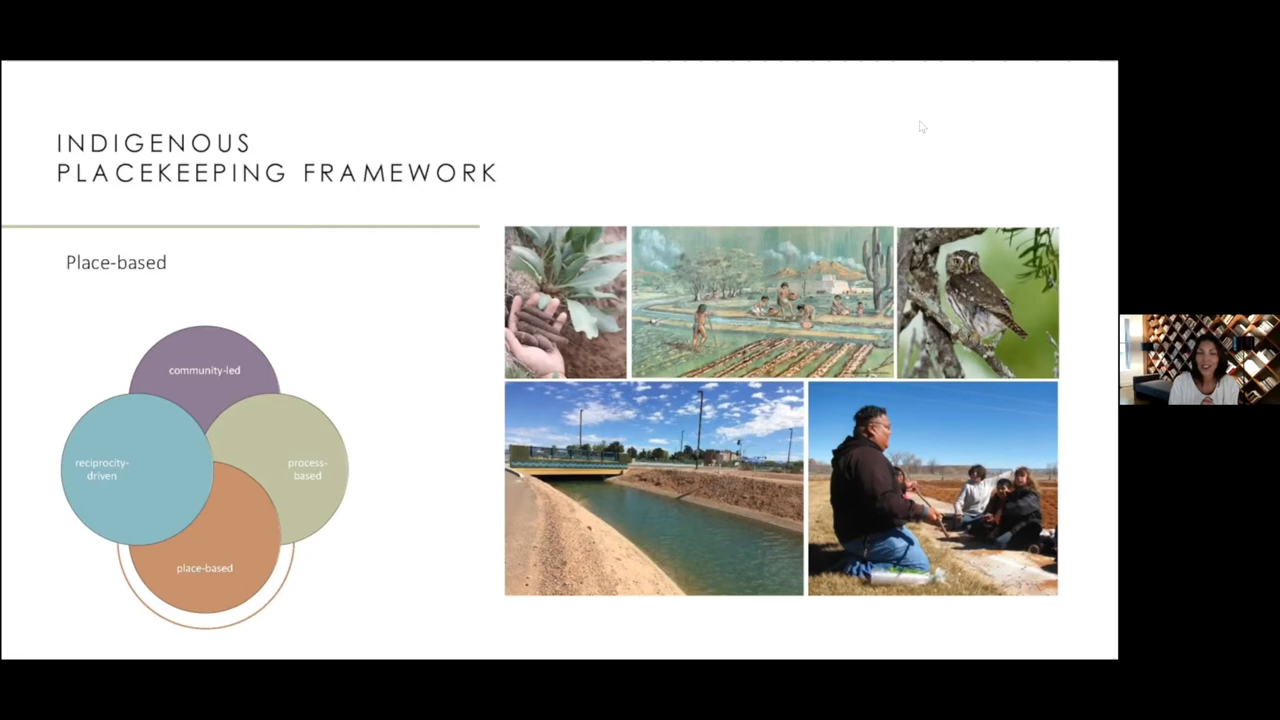 INDIGENOUS
PLACEKEEPING FRAMEWORK
Place-based
community-led
reciprocity-
driven
process-
based
place-based